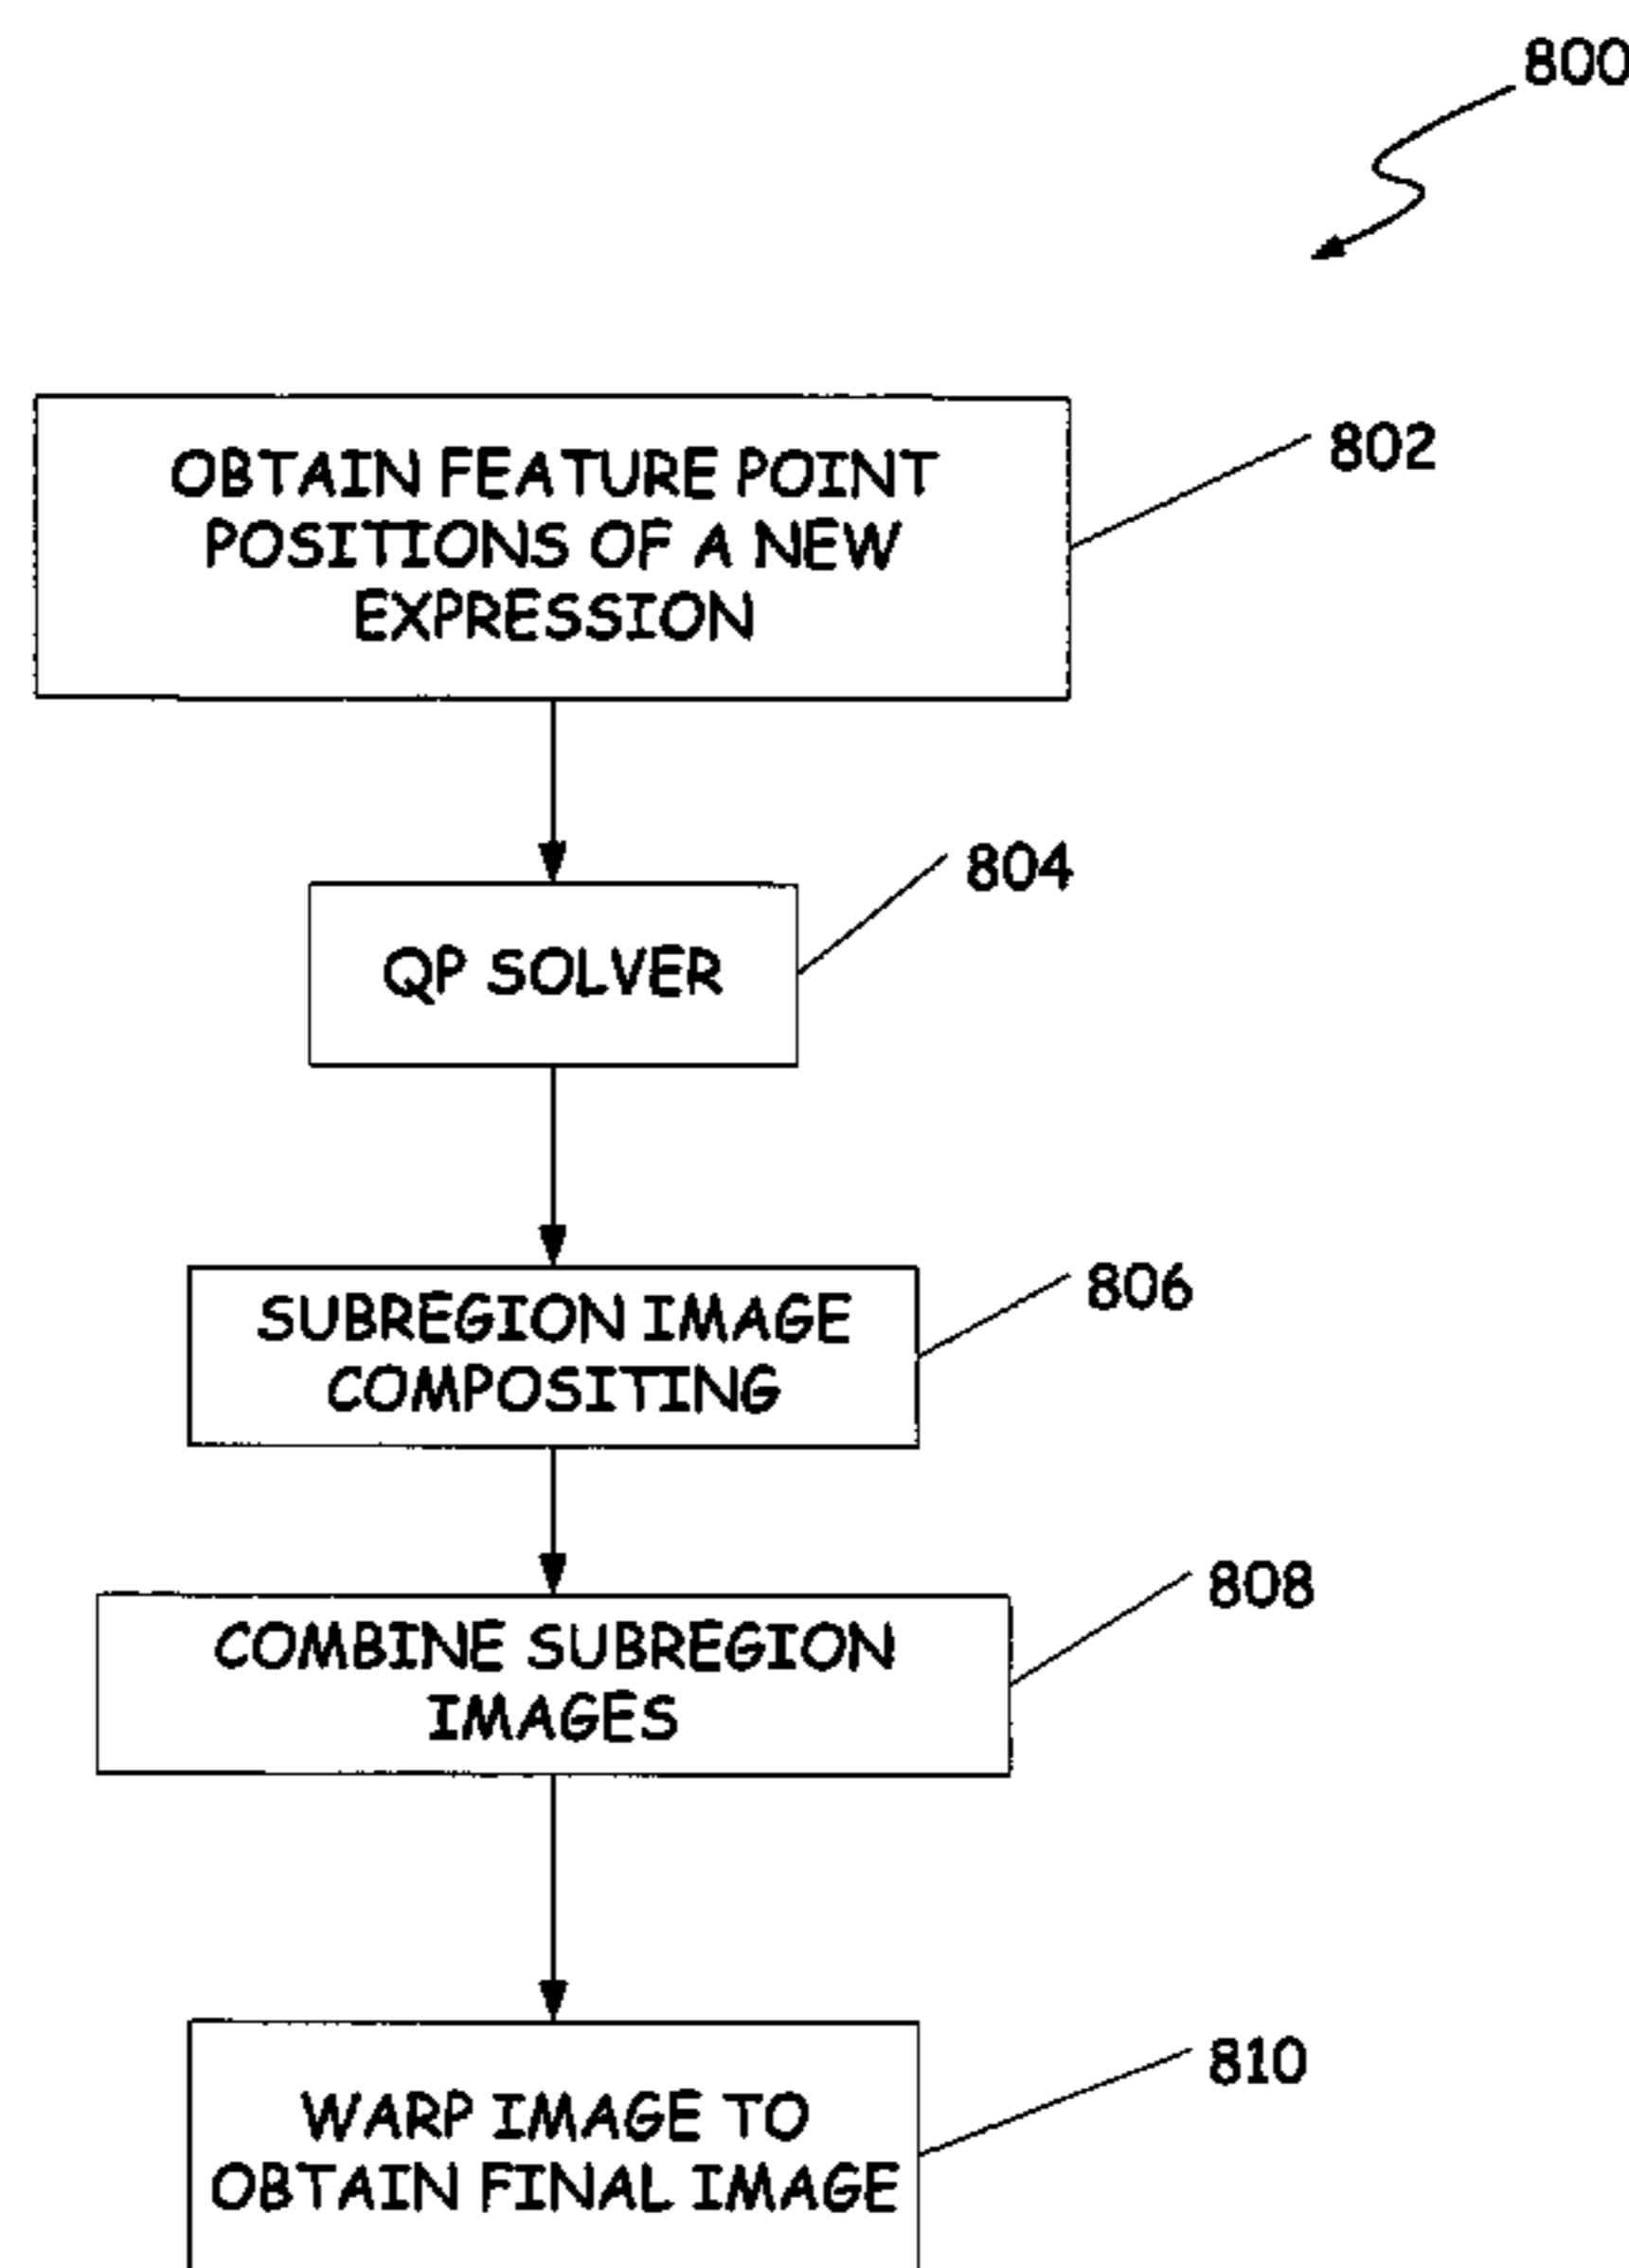 800
OBTAIN FEATURE POINT
POSITIONS OF A NEW
EXPRESSION
802
QP SOLVER
804
SUBREGION IMAGE
COMPOSITING
806
COMBINE SUBREGION
IMAGES
808
WARP IMAGE TO
OBTAIN FINAL IMAGE
810